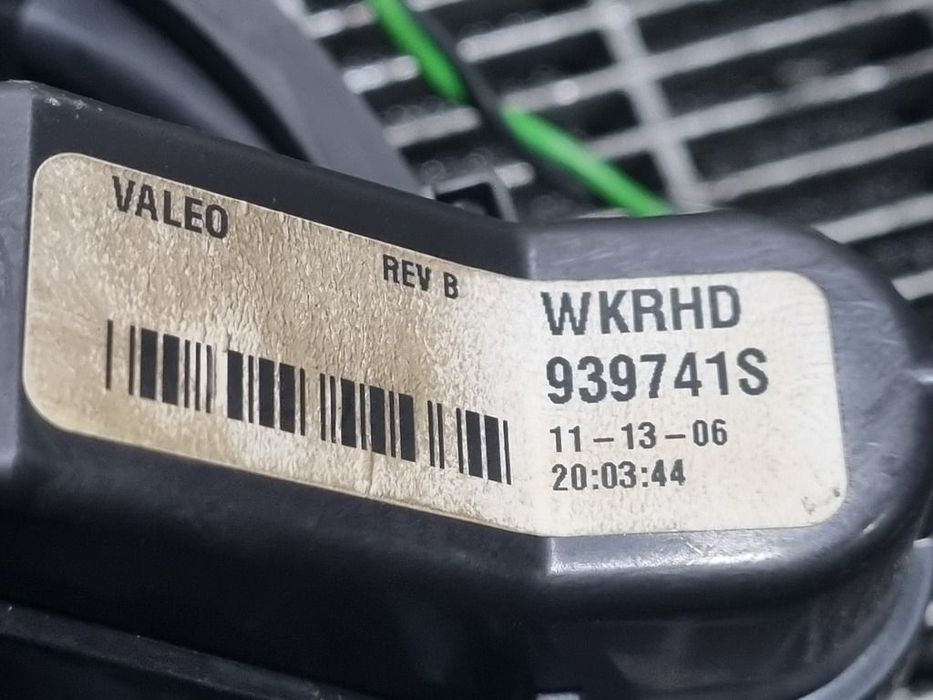 VALEO
REV B
WKRHD
939741S
11-13-06
20:03:44